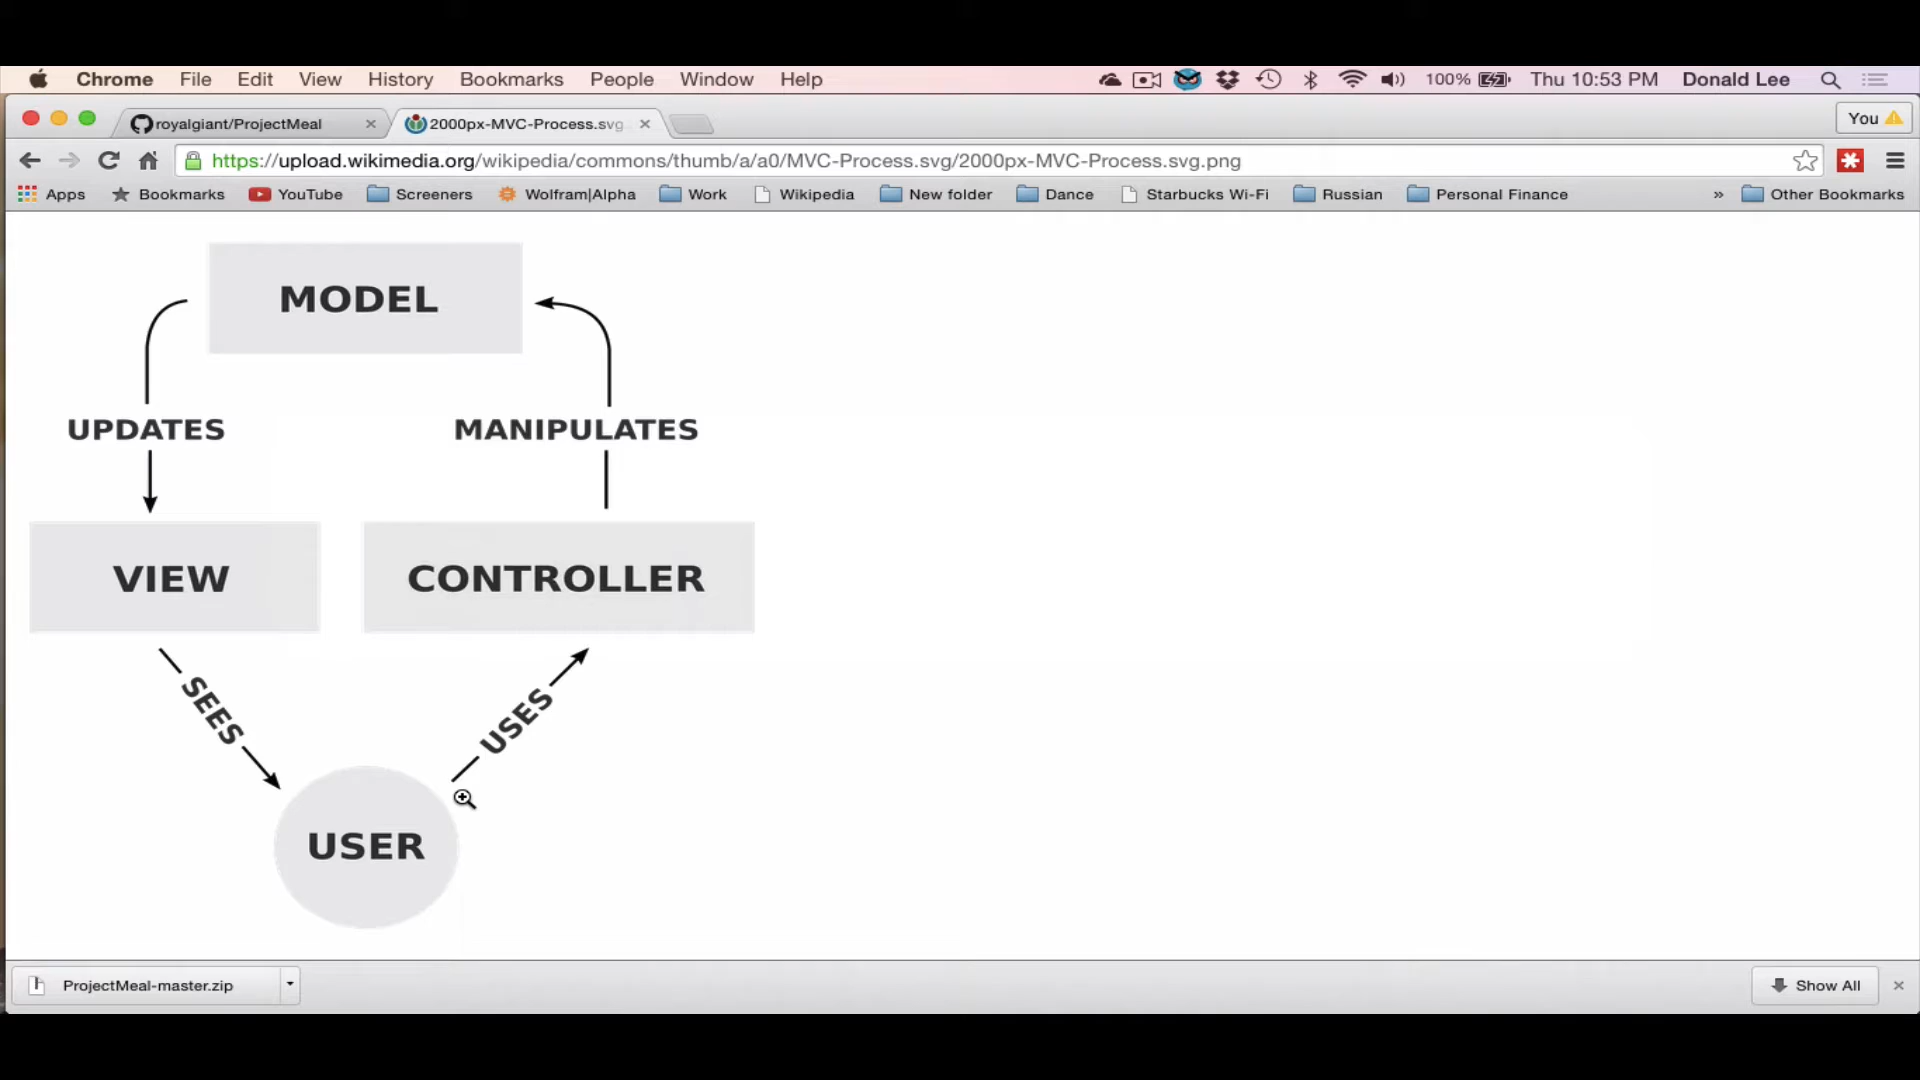 Chrome File Edit View History Bookmarks People Window Help 100% Thu 10:53 PM Donald Lee
royalgiant/ProjectMeal 2000px-MVC-Process.svg You
https://upload.wikimedia.org/wikipedia/commons/thumb/a/a0/MVC-Process.svg/2000px-MVC-Process.svg.png
Apps Bookmarks YouTube Screeners Wolfram|Alpha Work Wikipedia New folder Dance Starbucks Wi-Fi Russian Personal Finance » Other Bookmarks
MODEL
UPDATES MANIPULATES
VIEW CONTROLLER
SEES USES
USER
ProjectMeal-master.zip Show All